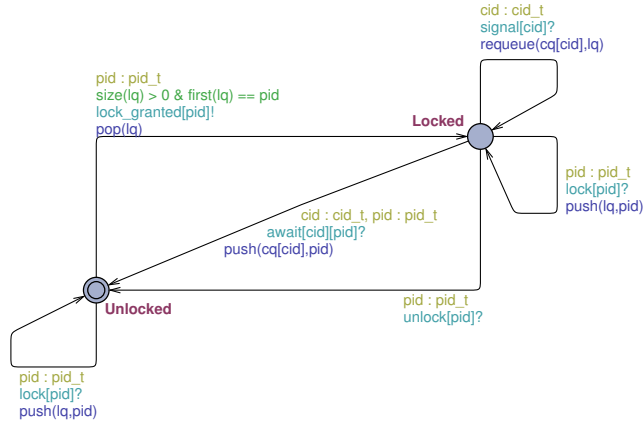 cid : cid_t
signal[cid]?
requeue(cq[cid],lq)
pid : pid_t
size(lq) > 0 & first(lq) == pid
lock_granted[pid]!
pop(lq)
Locked
pid : pid_t
lock[pid]?
push(lq,pid)
cid : cid_t, pid : pid_t
await[cid][pid]?
push(cq[cid],pid)
Unlocked
pid : pid_t
unlock[pid]?
pid : pid_t
lock[pid]?
push(lq,pid)